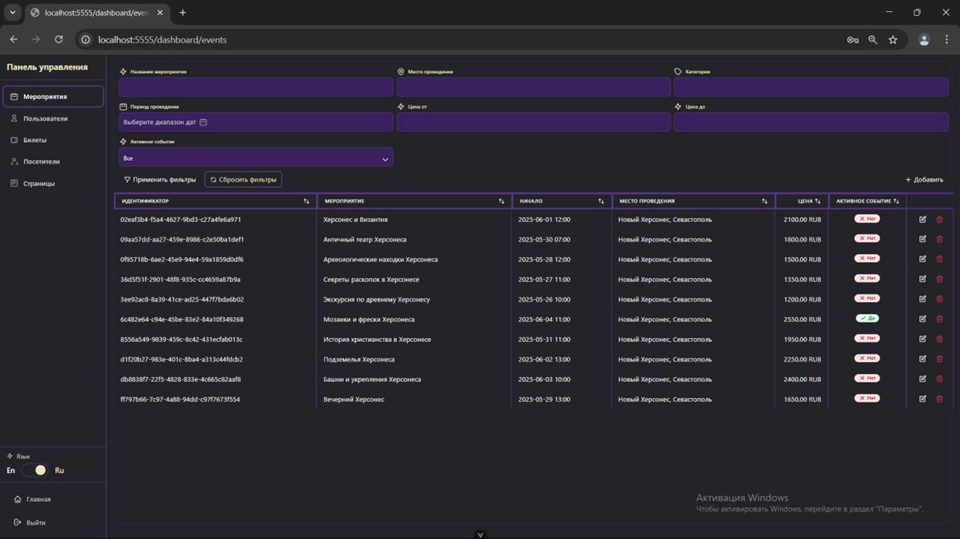 localhost:5555/dashboard/eve
localhost:5555/dashboard/events
Панель управления
Мероприятия
Пользователи
Билеты
Посетители
Страницы
Язык
En Ru
Главная
Выйти
Название мероприятия Место проведения Категории
Период проведения Цена от Цена до
Выберите диапазон дат
Активное событие
Все
Применить фильтры Сбросить фильтры + Добавить
ИДЕНТИФИКАТОР МЕРОПРИЯТИЕ НАЧАЛО МЕСТО ПРОВЕДЕНИЯ ЦЕНА АКТИВНОЕ СОБЫТИЕ
02eaf3b4-f5a4-4627-9bd3-c27a4fe6a971 Херсонес и Византия 2025-06-01 12:00 Новый Херсонес, Севастополь 2100.00 RUB Нет
09aa57dd-aa27-459e-8986-c2e50ba1def1 Античный театр Херсонеса 2025-05-30 07:00 Новый Херсонес, Севастополь 1800.00 RUB Нет
0f95718b-6ae2-45e9-94e4-59a1859d0df6 Археологические находки Херсонеса 2025-05-28 12:00 Новый Херсонес, Севастополь 1500.00 RUB Нет
36d5f51f-2901-48f8-935c-cc4659a87b9a Секреты раскопок в Херсонесе 2025-05-27 11:00 Новый Херсонес, Севастополь 1350.00 RUB Нет
3ee92ac8-8a39-41ce-ad25-447f7bda6b02 Экскурсия по древнему Херсонесу 2025-05-26 10:00 Новый Херсонес, Севастополь 1200.00 RUB Нет
6c482e64-c94e-45be-83e2-84a10f349268 Мозаики и фрески Херсонеса 2025-06-04 11:00 Новый Херсонес, Севастополь 2550.00 RUB Да
8556a549-9839-459c-8c42-431ecfab013c История христианства в Херсонесе 2025-05-31 11:00 Новый Херсонес, Севастополь 1950.00 RUB Нет
d1f20b27-983e-401c-8ba4-a313c44fdcb2 Подземелья Херсонеса 2025-06-02 13:00 Новый Херсонес, Севастополь 2250.00 RUB Нет
db8838f7-22f5-4828-833e-4c665c82aaf8 Башни и укрепления Херсонеса 2025-06-03 10:00 Новый Херсонес, Севастополь 2400.00 RUB Нет
ff797b66-7c97-4a88-94dd-c97f7673f554 Вечерний Херсонес 2025-05-29 13:00 Новый Херсонес, Севастополь 1650.00 RUB Нет
Активация Windows
Чтобы активировать Windows, перейдите в раздел "Параметры".